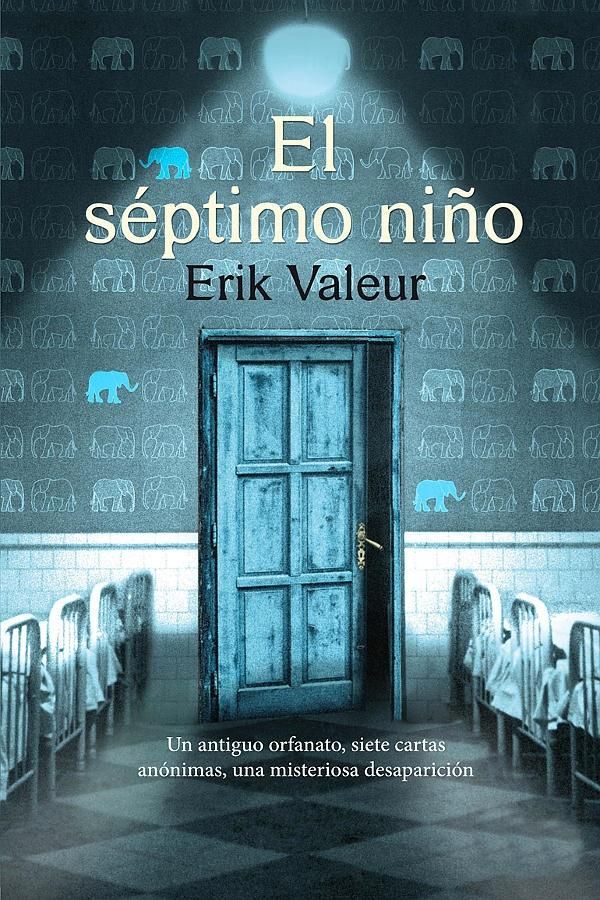 El
séptimo niño
Erik Valeur
Un antiguo orfanato, siete cartas
anónimas, una misteriosa desaparición